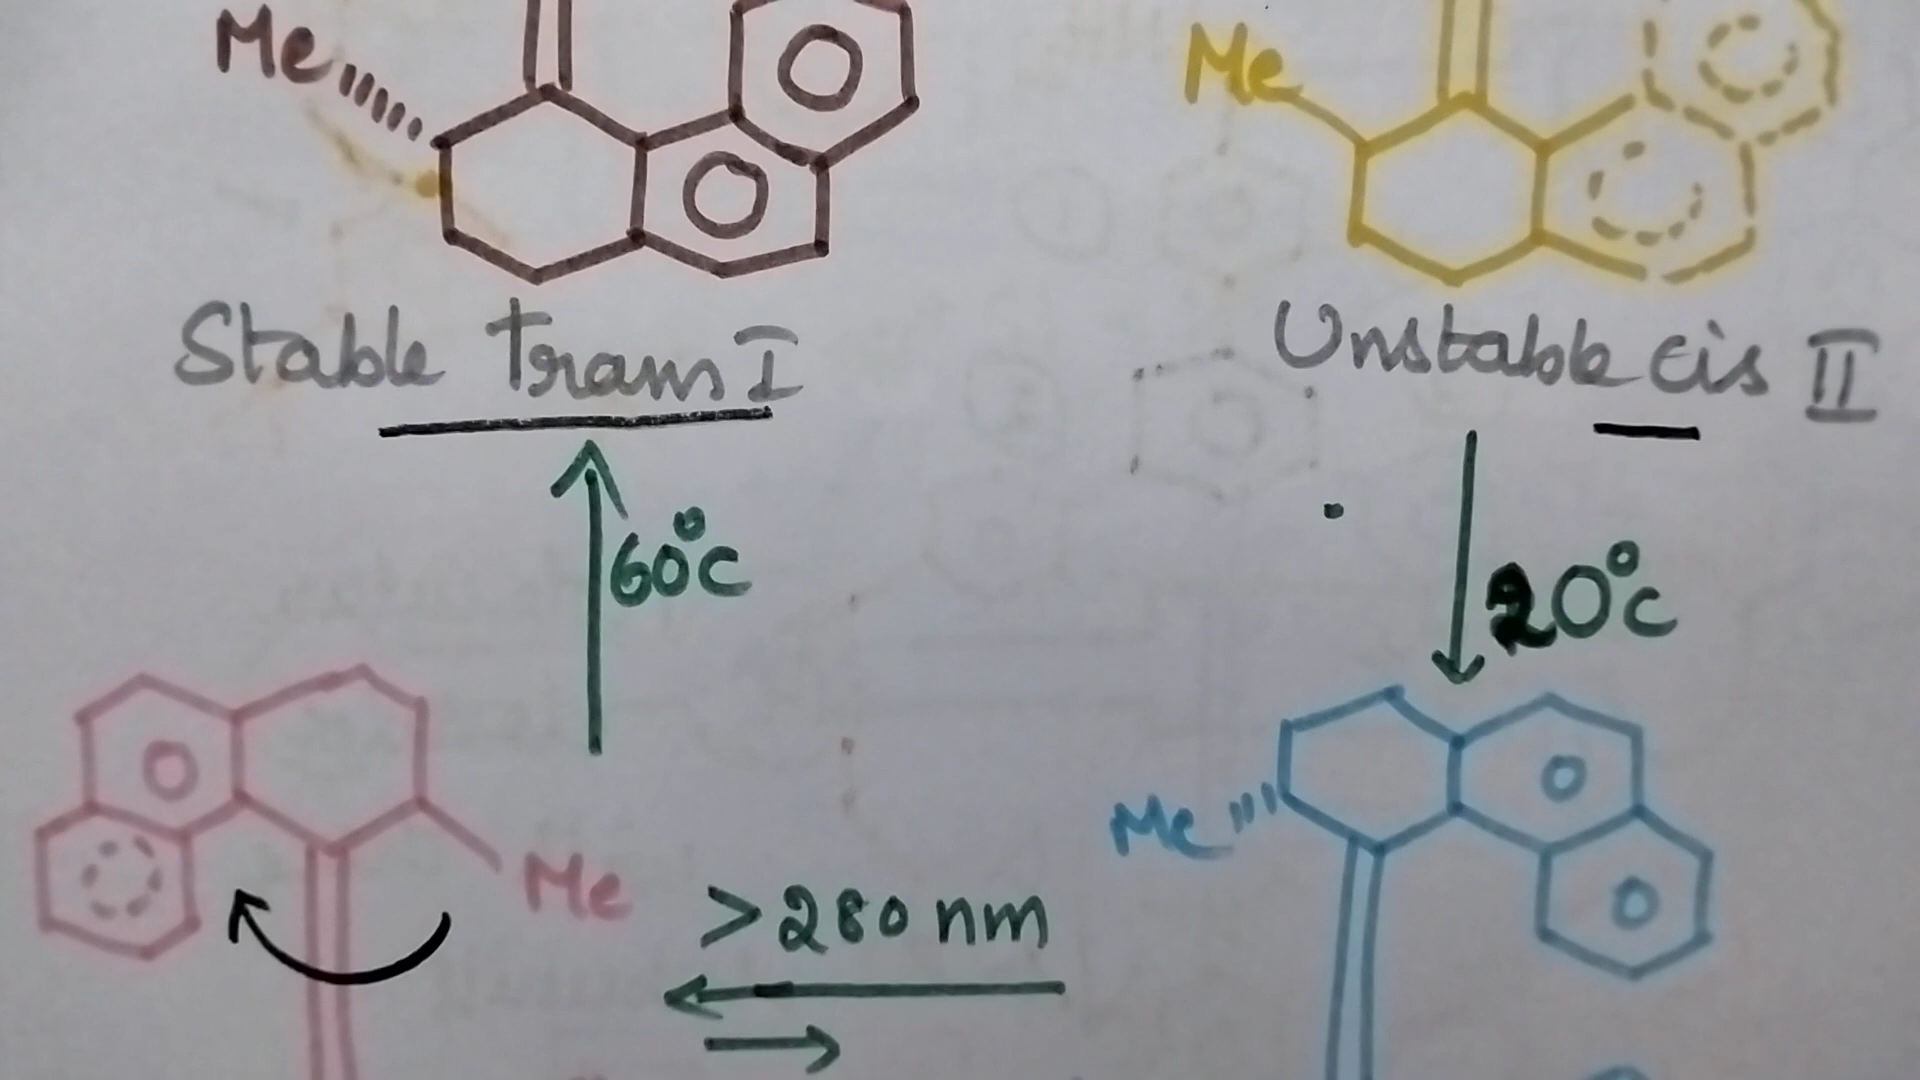 Me
Me
Stable Trans I
Unstable cis II
60°c
20°c
Me
Me
>280 nm